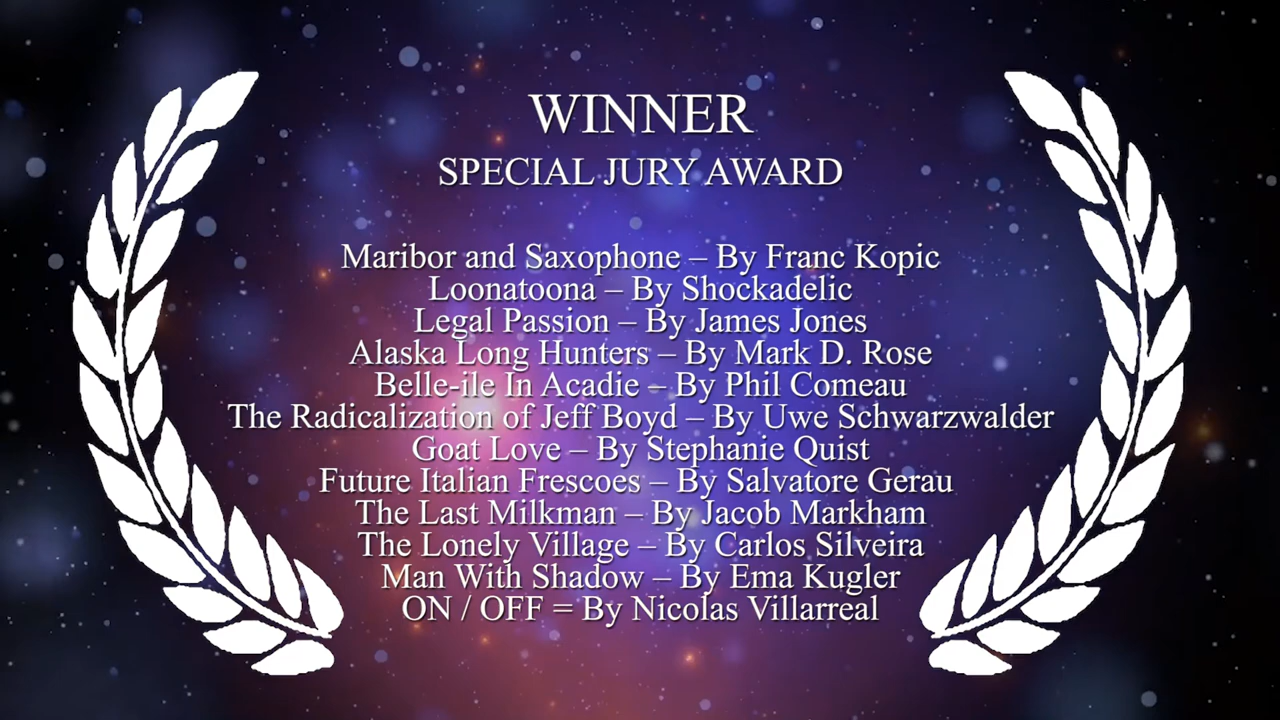 WINNER
SPECIAL JURY AWARD
Maribor and Saxophone – By Franc Kopic
Loonatoona – By Shockadelic
Legal Passion – By James Jones
Alaska Long Hunters – By Mark D. Rose
Belle-ile In Acadie – By Phil Comeau
The Radicalization of Jeff Boyd – By Uwe Schwarzwalder
Goat Love – By Stephanie Quist
Future Italian Frescoes – By Salvatore Gerau
The Last Milkman – By Jacob Markham
The Lonely Village – By Carlos Silveira
Man With Shadow – By Ema Kugler
ON / OFF = By Nicolas Villarreal